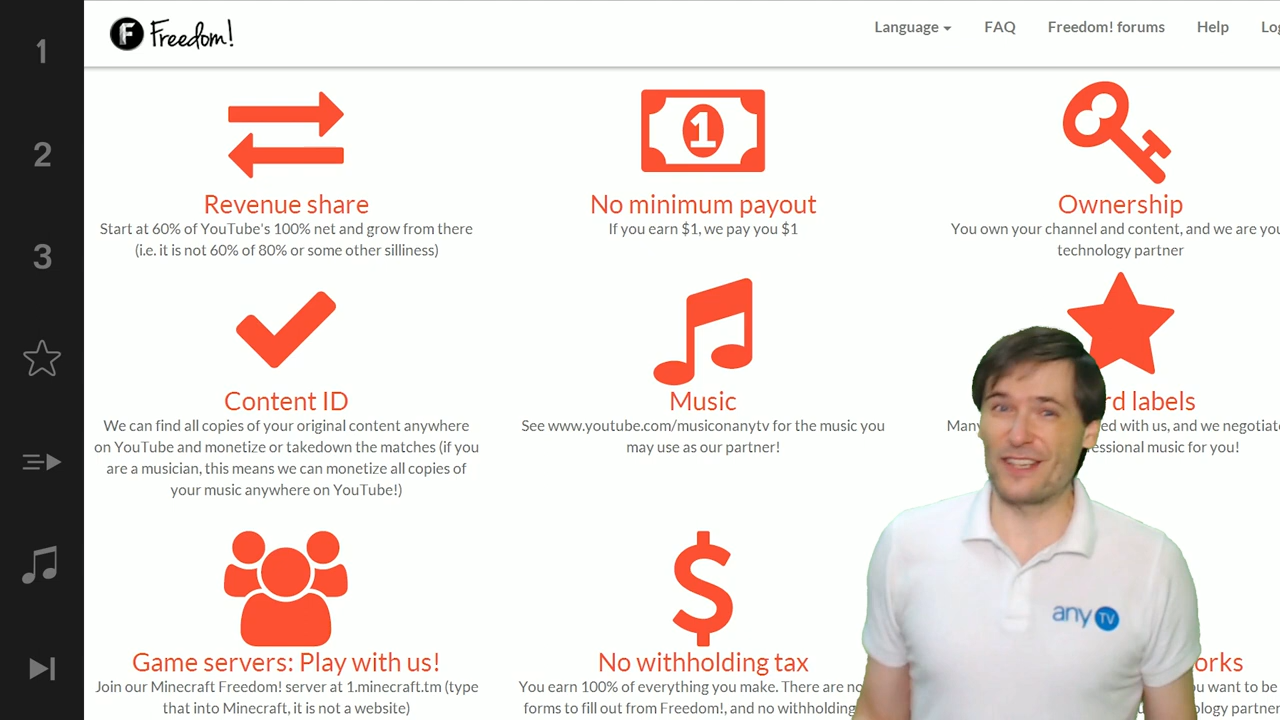 1
2
3
F Freedom!
Language
FAQ
Freedom! forums
Help
1
Revenue share
Start at 60% of YouTube's 100% net and grow from there
(i.e. it is not 60% of 80% or some other silliness)
No minimum payout
If you earn $1, we pay you $1
Ownership
You own your channel and content, and we are
technology partner
Content ID
We can find all copies of your original content anywhere
on YouTube and monetize or takedown the matches (if you
are a musician, this means we can monetize all copies of
your music anywhere on YouTube!)
Music
See www.youtube.com/musiconanytv for the music you
may use as our partner!
labels
with us, and we negotiate
music for you!
$
Game servers: Play with us!
Join our Minecraft Freedom! server at 1.minecraft.tm (type
that into Minecraft, it is not a website)
No withholding tax
You earn 100% of everything you make. There are no
forms to fill out from Freedom!, and no withholding
you want to be
partner
any TV